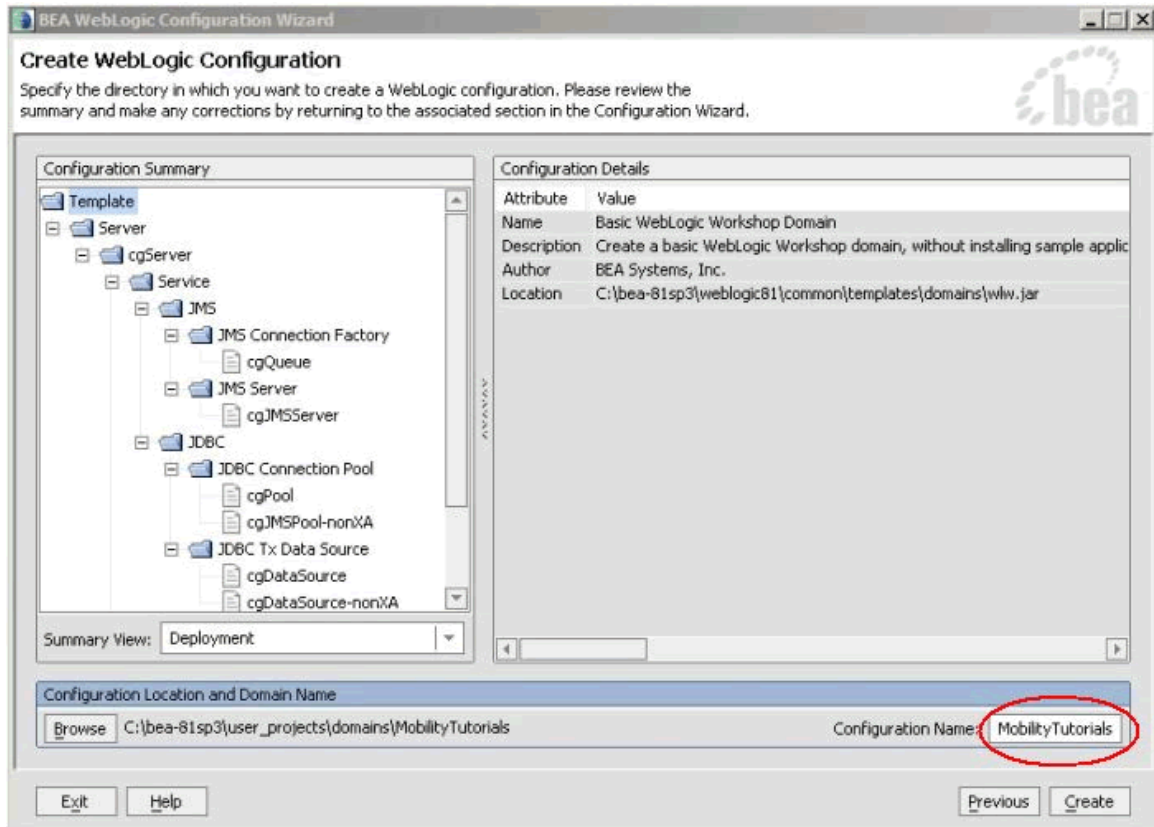 BEA WebLogic Configuration Wizard
Create WebLogic Configuration
Specify the directory in which you want to create a WebLogic configuration. Please review the
summary and make any corrections by returning to the associated section in the Configuration Wizard.
bea
Configuration Summary
Template
Server
cgServer
Service
JMS
JMS Connection Factory
cgQueue
JMS Server
cgJMSServer
JDBC
JDBC Connection Pool
cgPool
cgJMSPool-nonXA
JDBC Tx Data Source
cgDataSource
cgDataSource-nonXA
Summary View: Deployment
Configuration Details
Attribute Value
Name Basic WebLogic Workshop Domain
Description Create a basic WebLogic Workshop domain, without installing sample applic
Author BEA Systems, Inc.
Location C:\bea-81sp3\weblogic81\common\templates\domains\wlw.jar
Configuration Location and Domain Name
Browse C:\bea-81sp3\user_projects\domains\MobilityTutorials Configuration Name: MobilityTutorials
Exit Help Previous Create